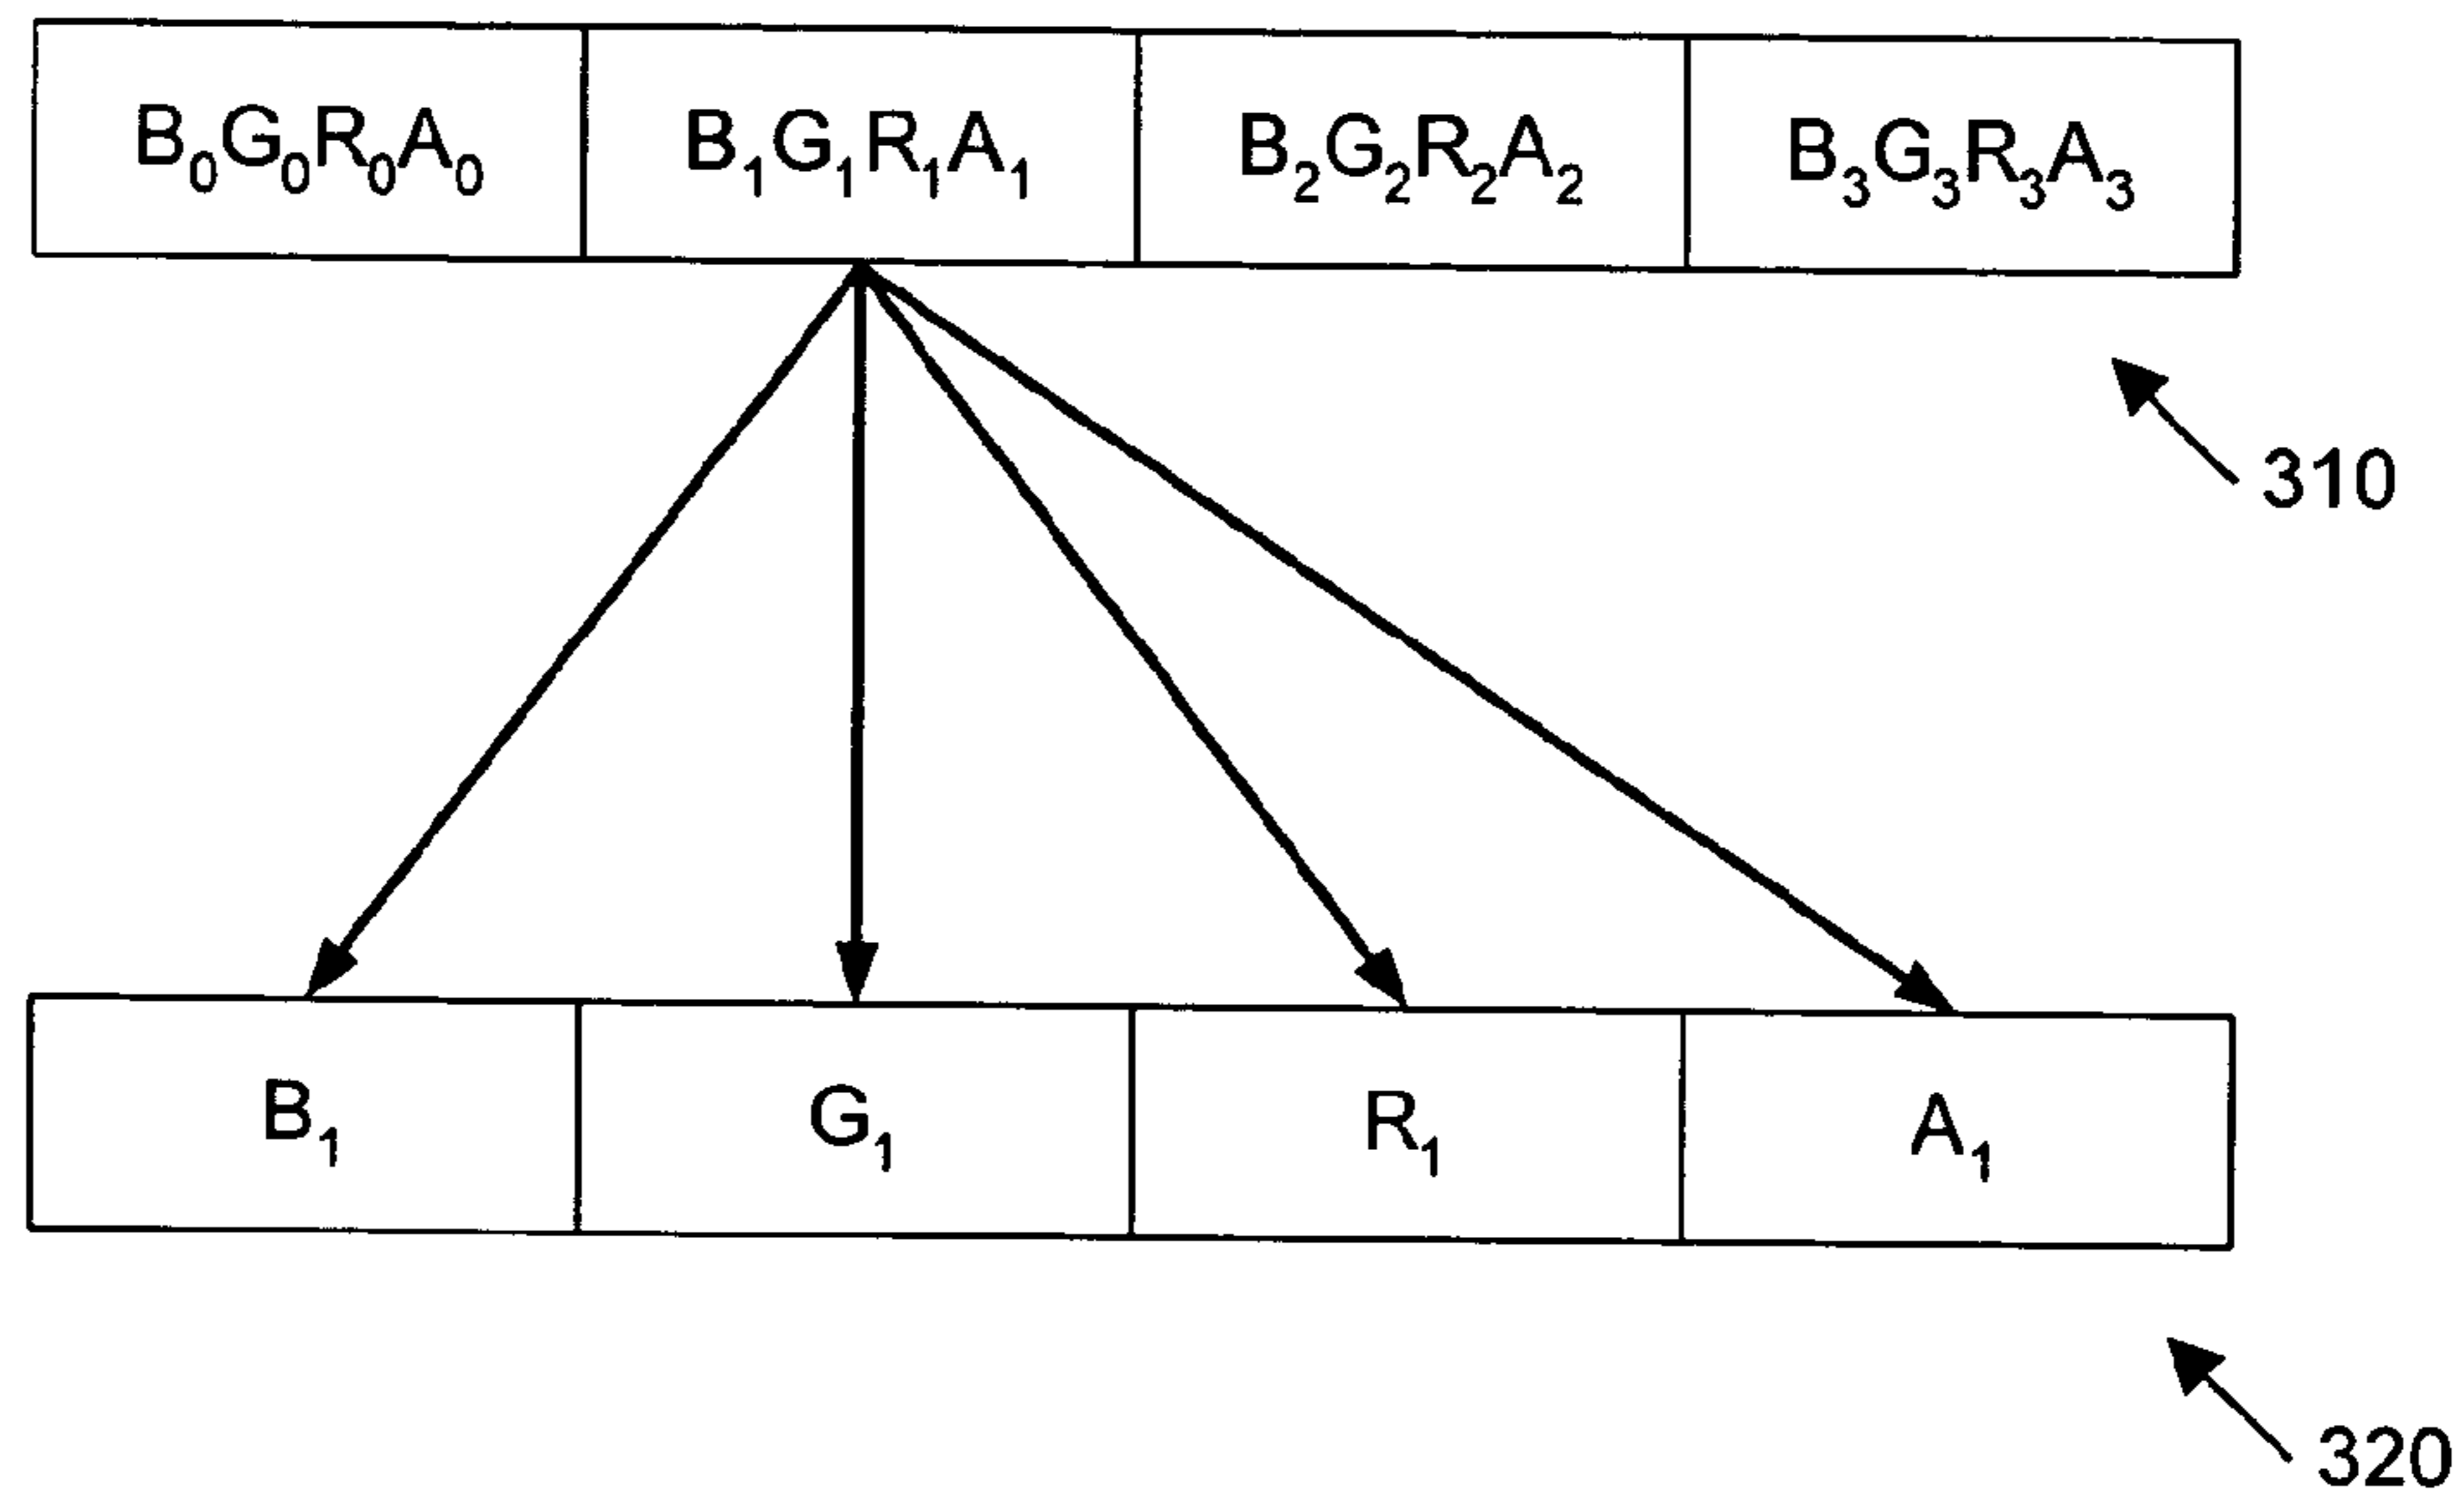 B₀G₀R₀A₀ B₁G₁R₁A₁ B₂G₂R₂A₂ B₃G₃R₃A₃
310
B₁ G₁ R₁ A₁
320